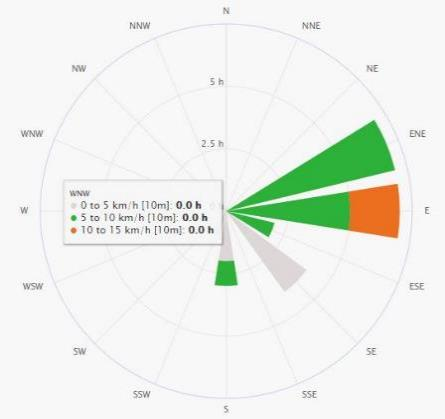 N
NNW
NNE
NW
NE
5 h
WNW
ENE
2.5 h
WNW
0 to 5 km/h [10m]: 0.0 h
5 to 10 km/h [10m]: 0.0 h
10 to 15 km/h [10m]: 0.0 h
W
E
WSW
ESE
SW
SE
SSW
SSE
S